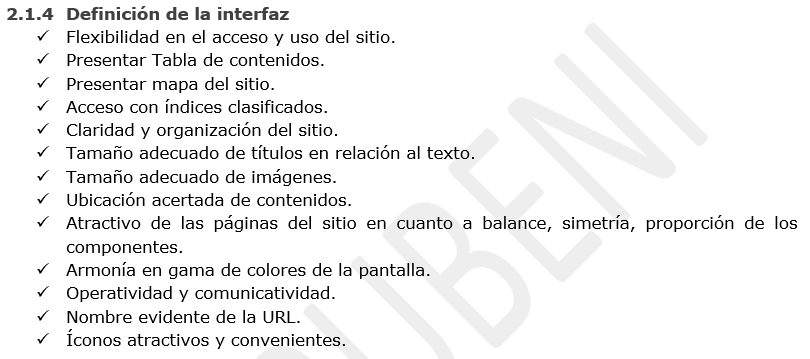 2.1.4 Definición de la interfaz
✓ Flexibilidad en el acceso y uso del sitio.
✓ Presentar Tabla de contenidos.
✓ Presentar mapa del sitio.
✓ Acceso con índices clasificados.
✓ Claridad y organización del sitio.
✓ Tamaño adecuado de títulos en relación al texto.
✓ Tamaño adecuado de imágenes.
✓ Ubicación acertada de contenidos.
✓ Atractivo de las páginas del sitio en cuanto a balance, simetría, proporción de los
componentes.
✓ Armonía en gama de colores de la pantalla.
✓ Operatividad y comunicatividad.
✓ Nombre evidente de la URL.
✓ Íconos atractivos y convenientes.